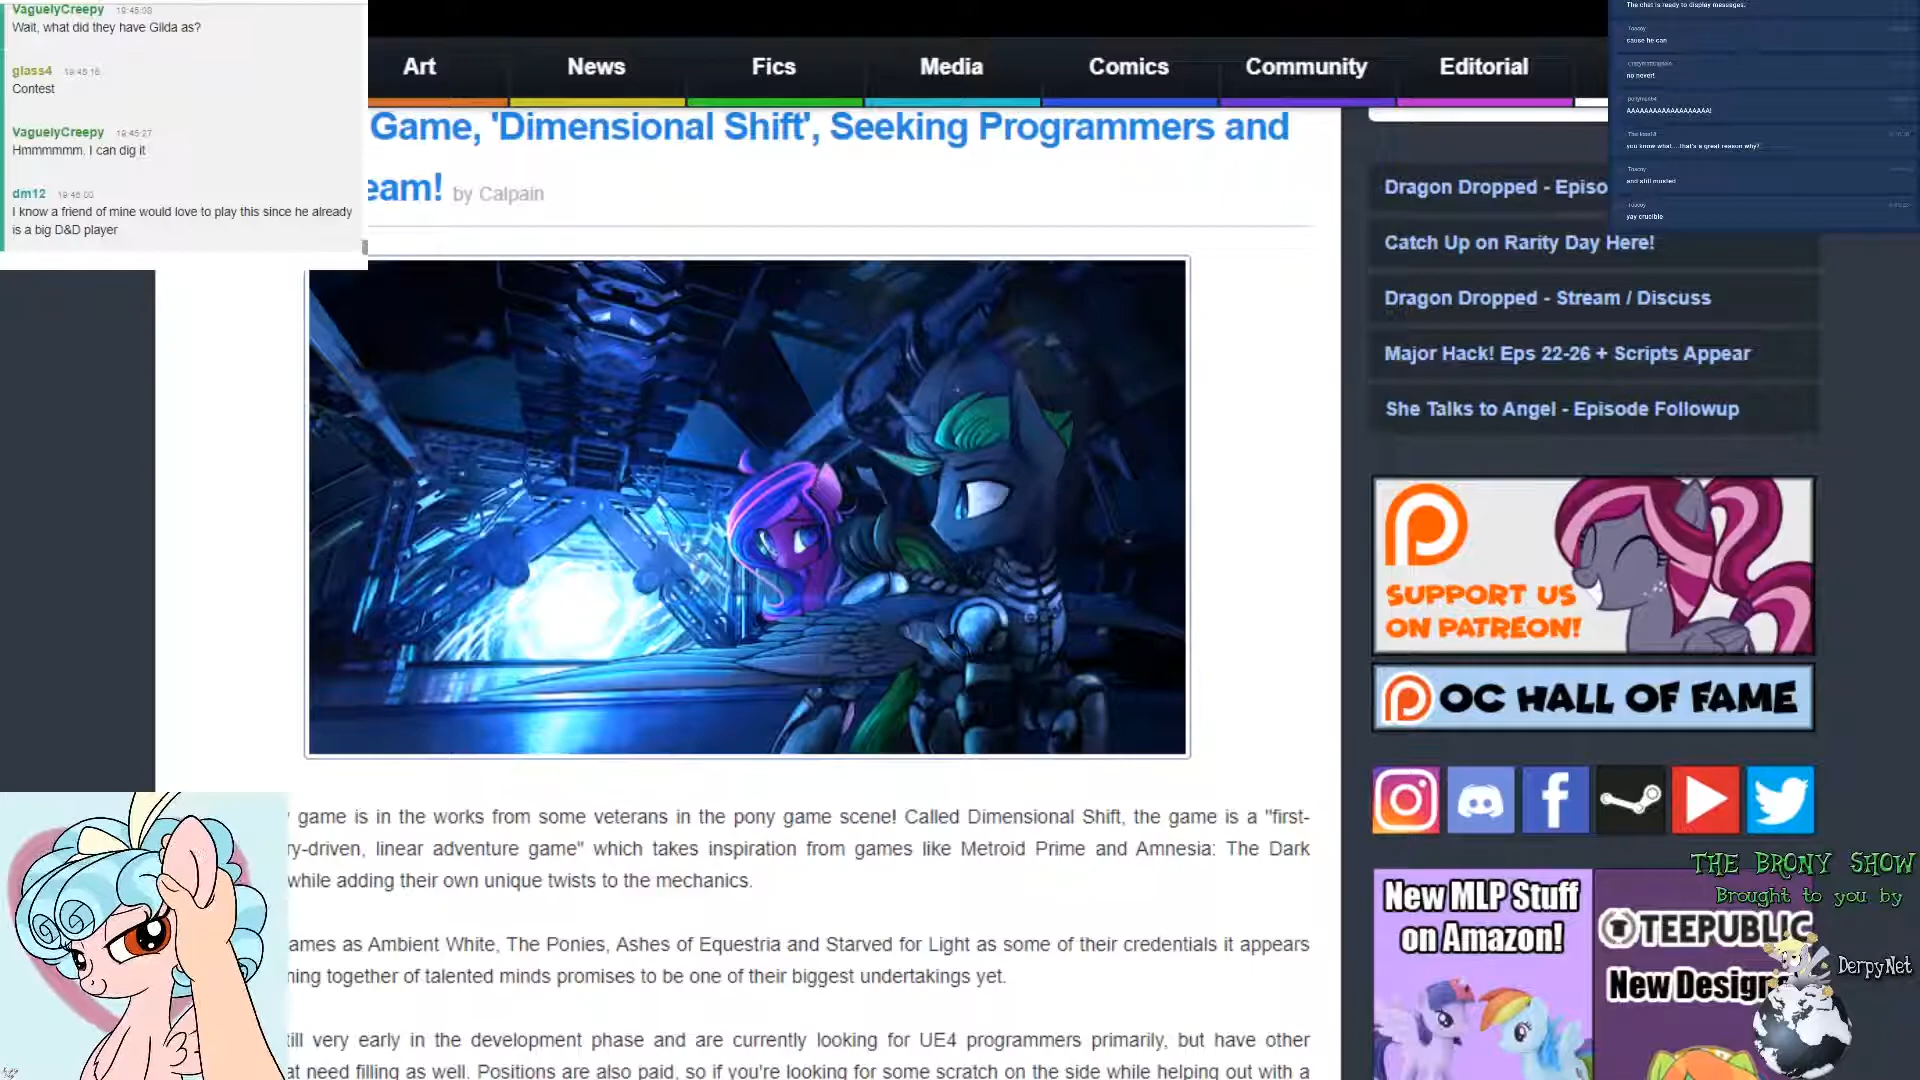 VaguelyCreepy 19:45:03
Wait, what did they have Gilda as?
glass4 19:45:16
Contest
VaguelyCreepy 19:45:27
Hmmmmmm. I can dig it
dm12 19:46:00
I know a friend of mine would love to play this since he already
is a big D&D player
Art
News
Fics
Media
Comics
Community
Editorial
The chat is ready to display messages.
Toaoy
cause he can
no never!
AAAAAAAAAAAAAAAAAAA!
you know what....that's a great reason why?
and still musted
yay crucible
Game, 'Dimensional Shift', Seeking Programmers and
eam! by Calpain
Dragon Dropped - Episo
Catch Up on Rarity Day Here!
Dragon Dropped - Stream / Discuss
Major Hack! Eps 22-26 + Scripts Appear
She Talks to Angel - Episode Followup
SUPPORT US
ON PATREON!
OC HALL OF FAME
game is in the works from some veterans in the pony game scene! Called Dimensional Shift, the game is a "first-
ry-driven, linear adventure game" which takes inspiration from games like Metroid Prime and Amnesia: The Dark
while adding their own unique twists to the mechanics.
ames as Ambient White, The Ponies, Ashes of Equestria and Starved for Light as some of their credentials it appears
ning together of talented minds promises to be one of their biggest undertakings yet.
till very early in the development phase and are currently looking for UE4 programmers primarily, but have other
at need filling as well. Positions are also paid, so if you're looking for some scratch on the side while helping out with a
THE BRONY SHOW
Brought to you by
DerpyNet
New MLP Stuff
on Amazon!
TEEPUBLIC
New Design